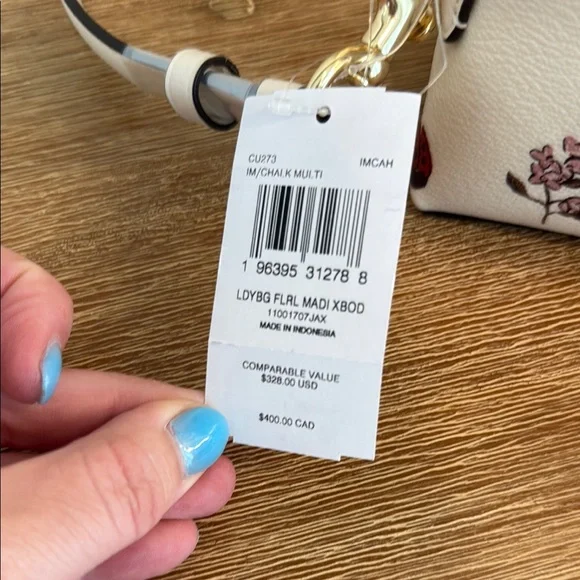 CU273 IMCAH
IM/CHALK MULTI
1 96395 31278 8
LDYBG FLRL MADI XBOD
11001707JAX
MADE IN INDONESIA
COMPARABLE VALUE
$328.00 USD
$400.00 CAD